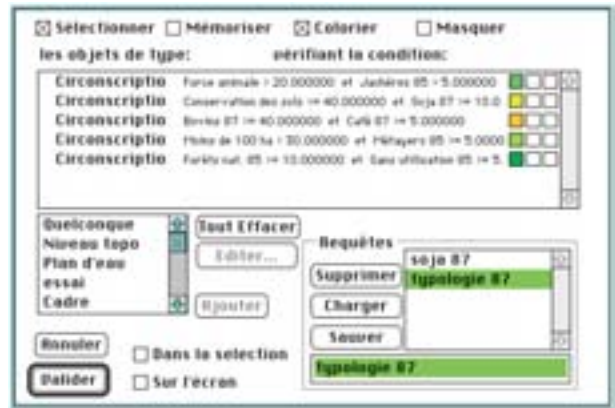 Sélectionner Mémoriser Colorier Masquer
les objets de type: vérifiant la condition:
Circonscriptio Force animale > 20.000000 et Jachères 85 > 5.000000
Circonscriptio Conservation des sols >= 40.000000 et Soja 87 >= 10.0
Circonscriptio Bovins 87 >= 40.000000 et Café 87 >= 5.000000
Circonscriptio Moins de 100 ha > 30.000000 et Métayers 85 >= 5.0000
Circonscriptio Forêts nat. 85 >= 10.000000 et Sans utilisation 85 >= 5.
Quelconque
Niveau topo
Plan d'eau
essai
Cadre
Tout Effacer
Editer...
Ajouter
Requêtes
soja 87
typologie 87
Supprimer
Charger
Sauver
typologie 87
Annuler
Valider
Dans la selection
Sur l'écran